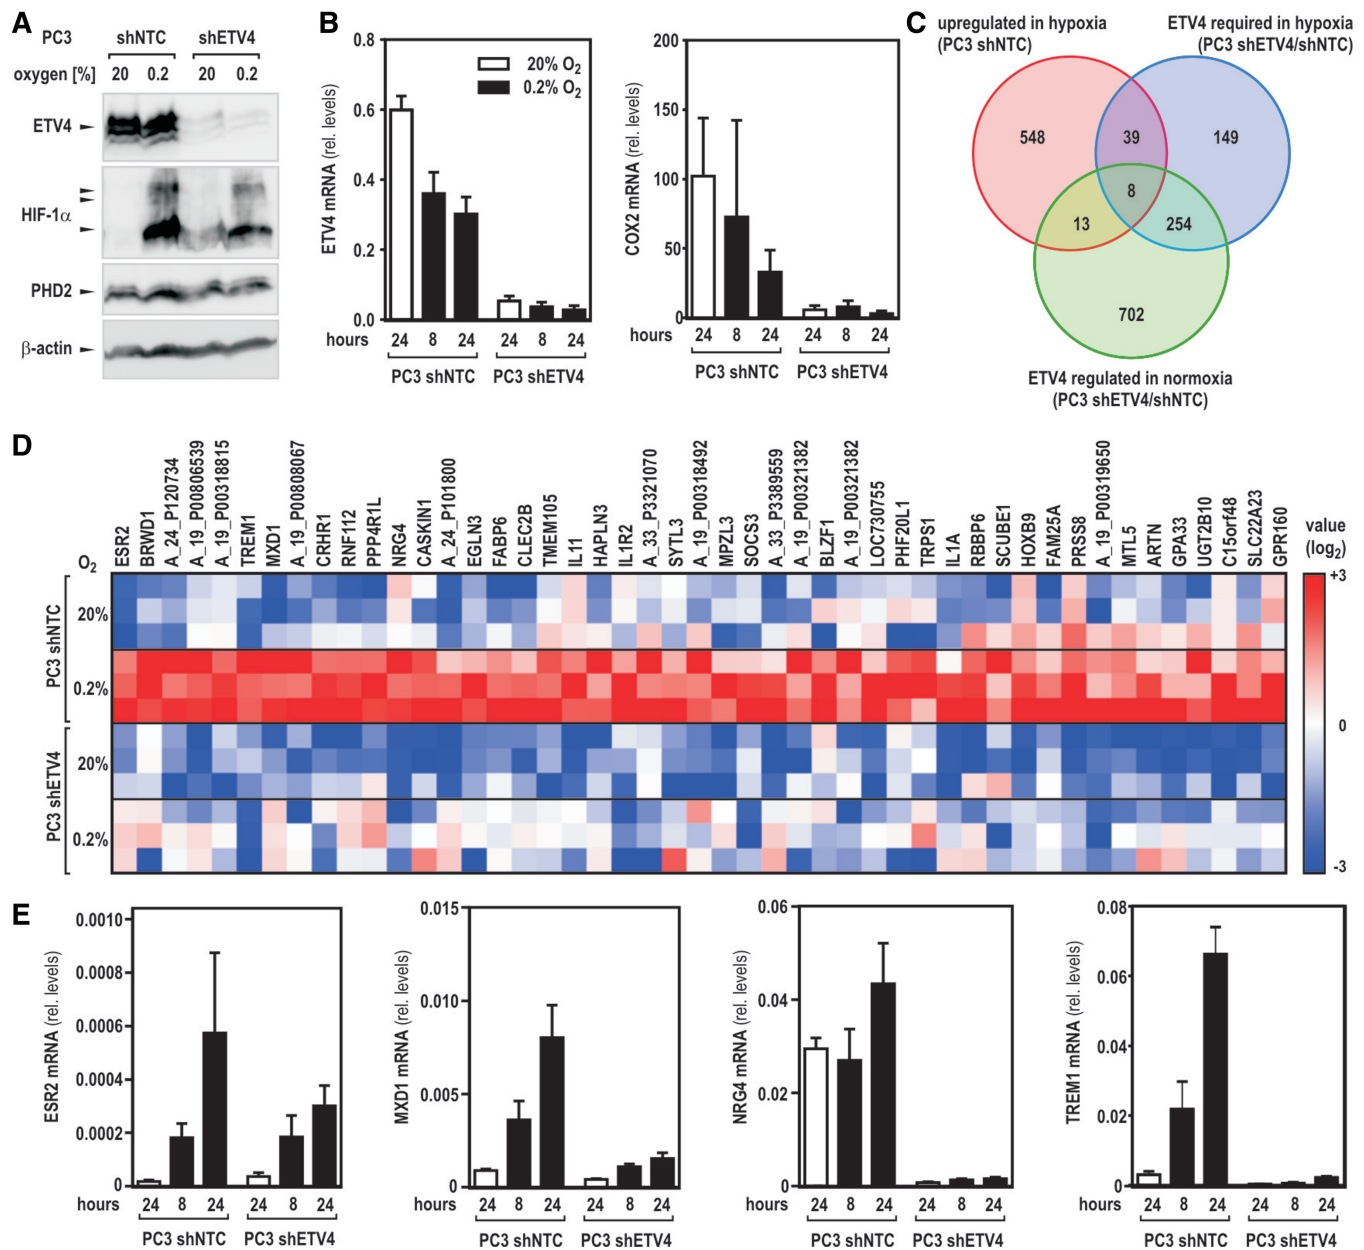 A
PC3 shNTC shETV4
oxygen [%] 20 0.2 20 0.2
ETV4
HIF-1α
PHD2
β-actin
B
ETV4 mRNA (rel. levels)
0.8
0.6
0.4
0.2
0.0
20% O2
0.2% O2
hours 24 8 24 24 8 24
PC3 shNTC PC3 shETV4
COX2 mRNA (rel. levels)
200
150
100
50
0
hours 24 8 24 24 8 24
PC3 shNTC PC3 shETV4
C
upregulated in hypoxia
(PC3 shNTC)
ETV4 required in hypoxia
(PC3 shETV4/shNTC)
548 39 149
8
13 254
702
ETV4 regulated in normoxia
(PC3 shETV4/shNTC)
D
O2
ESR2
BRWD1
A_24_P120734
A_19_P00806539
A_19_P00318815
TREM1
MXD1
A_19_P00808067
CRHR1
RNF112
PPP4R1L
NRG4
CASKIN1
A_24_P101800
EGLN3
FABP6
CLEC2B
TMEM105
IL11
HAPLN3
IL1R2
A_33_P3321070
SYTL3
A_19_P00318492
MPZL3
SOCS3
A_33_P3389559
A_19_P00321382
BLZF1
A_19_P00321382
LOC730755
PHF20L1
TRPS1
IL1A
RBBP6
SCUBE1
HOXB9
FAM25A
PRSS8
A_19_P00319650
MTL5
ARTN
GPA33
UGT2B10
C15orf48
SLC22A23
GPR160
PC3 shNTC
20%
0.2%
PC3 shETV4
20%
0.2%
value
(log2)
+3
0
-3
E
ESR2 mRNA (rel. levels)
0.0010
0.0008
0.0006
0.0004
0.0002
0
hours 24 8 24 24 8 24
PC3 shNTC PC3 shETV4
MXD1 mRNA (rel. levels)
0.015
0.010
0.005
0
hours 24 8 24 24 8 24
PC3 shNTC PC3 shETV4
NRG4 mRNA (rel. levels)
0.06
0.04
0.02
0
hours 24 8 24 24 8 24
PC3 shNTC PC3 shETV4
TREM1 mRNA (rel. levels)
0.08
0.06
0.04
0.02
0
hours 24 8 24 24 8 24
PC3 shNTC PC3 shETV4